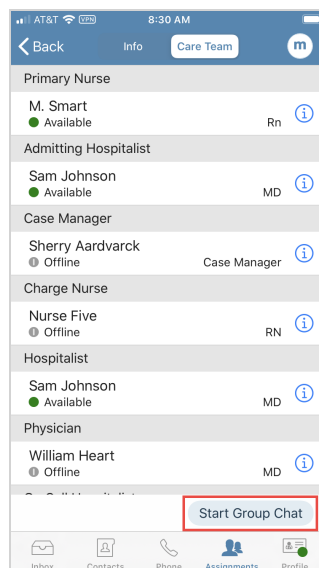 AT&T VPN 8:30 AM
Back Info Care Team m
Primary Nurse
M. Smart
Available Rn
Admitting Hospitalist
Sam Johnson
Available MD
Case Manager
Sherry Aardvarck
Offline Case Manager
Charge Nurse
Nurse Five
Offline RN
Hospitalist
Sam Johnson
Available MD
Physician
William Heart
Offline MD
Start Group Chat
Inbox Contacts Phone Assignments Profile